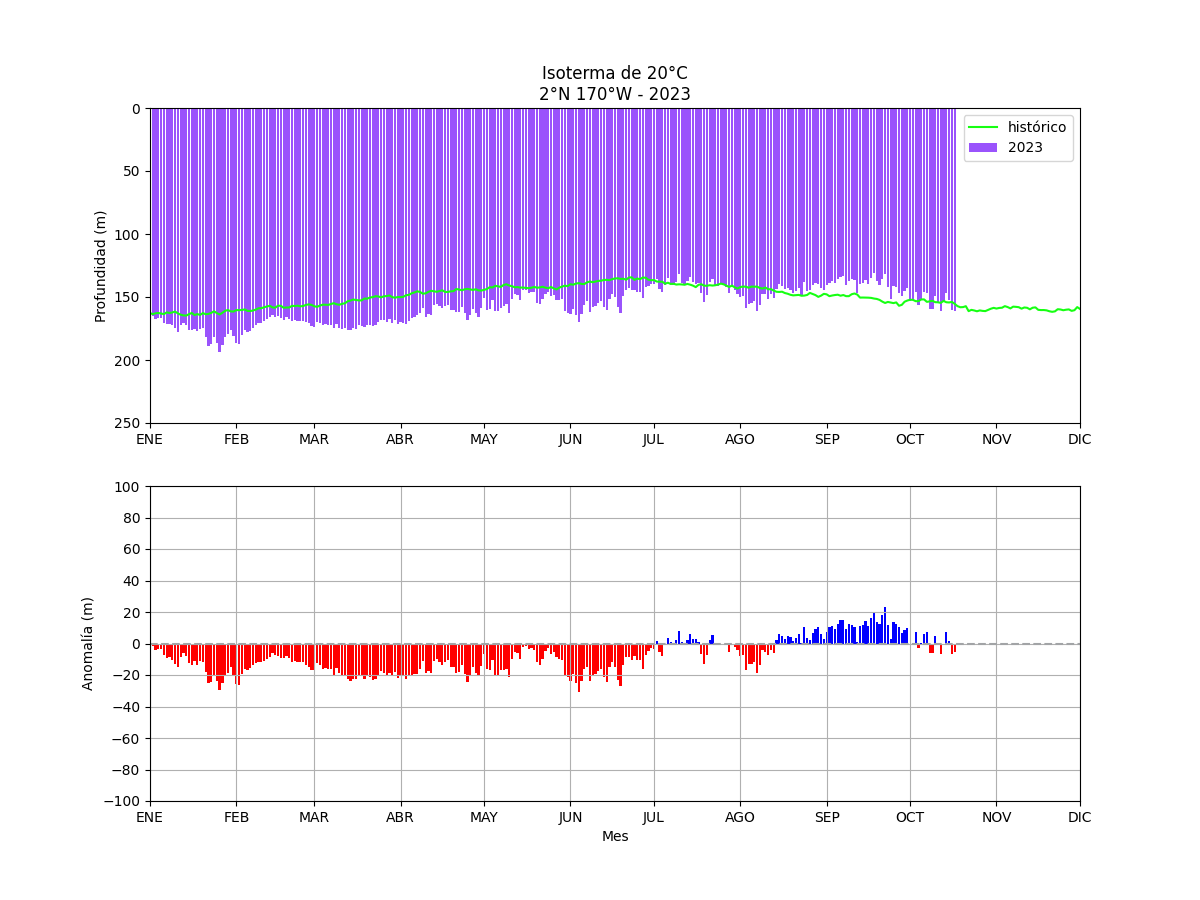 Isoterma de 20°C
2°N 170°W - 2023
Profundidad (m)
0
50
100
150
200
250
histórico
2023
ENE FEB MAR ABR MAY JUN JUL AGO SEP OCT NOV DIC
Anomalía (m)
100
80
60
40
20
0
−20
−40
−60
−80
−100
ENE FEB MAR ABR MAY JUN JUL AGO SEP OCT NOV DIC
Mes